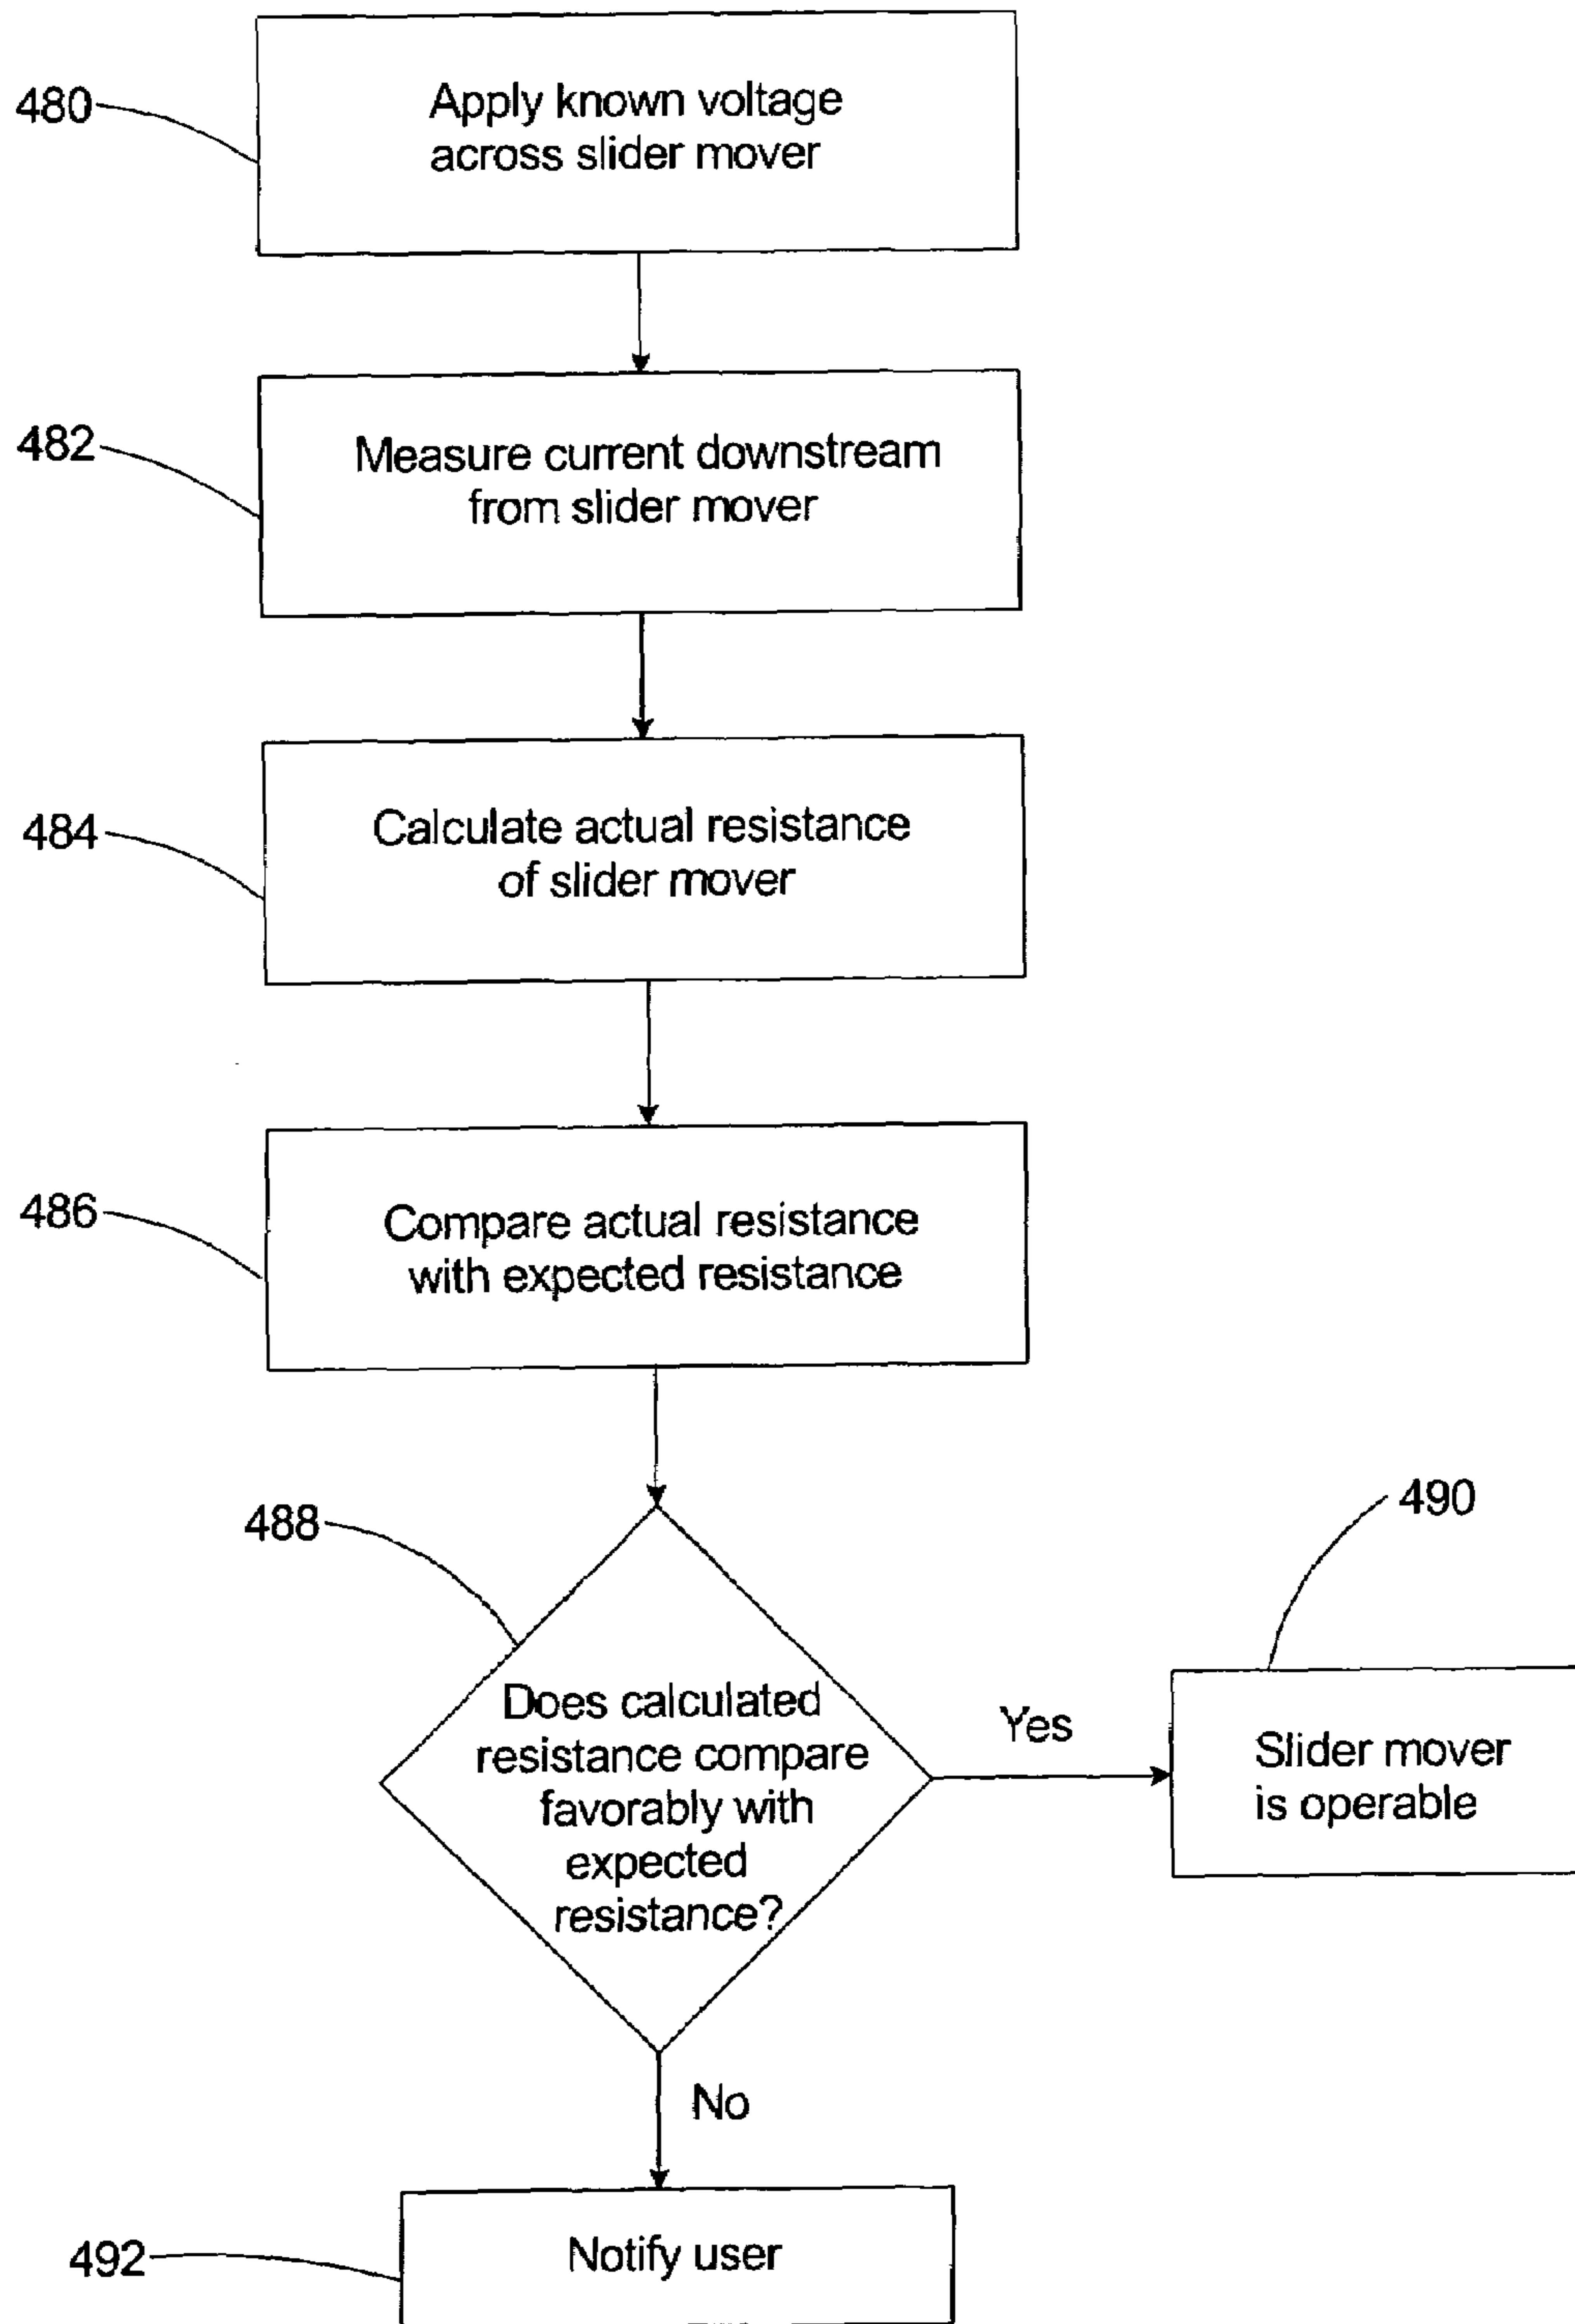 480
Apply known voltage
across slider mover
482
Measure current downstream
from slider mover
484
Calculate actual resistance
of slider mover
486
Compare actual resistance
with expected resistance
488
490
Does calculated
resistance compare
favorably with
expected
resistance?
Yes
Slider mover
is operable
No
492
Notify user